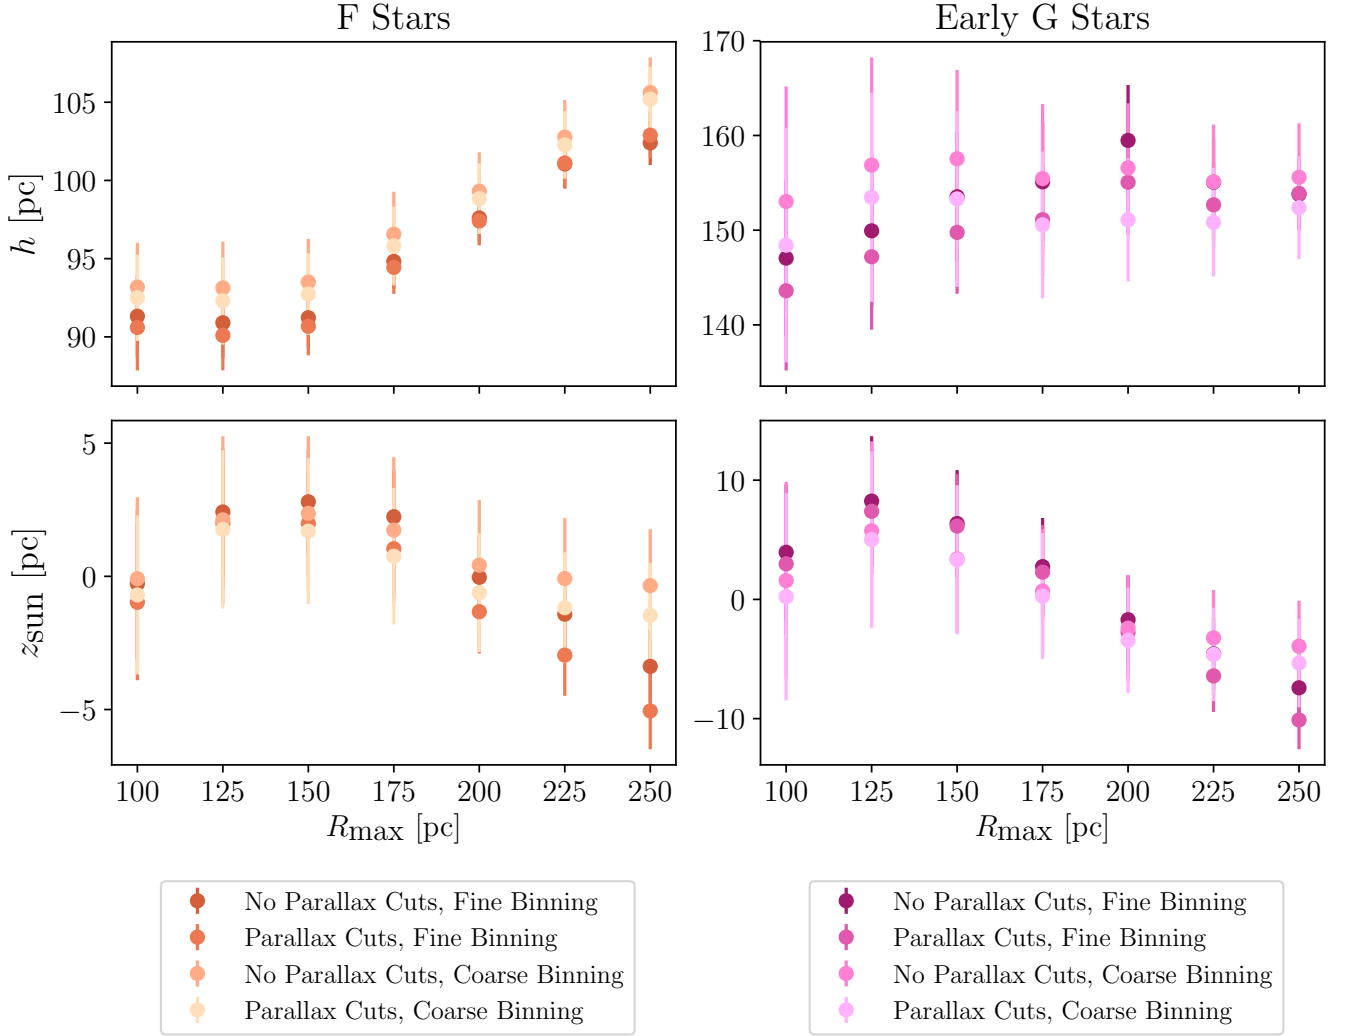 F Stars
Early G Stars
h [pc]
105
100
95
90
170
160
150
140
z_sun [pc]
5
0
−5
10
0
−10
100 125 150 175 200 225 250
100 125 150 175 200 225 250
R_max [pc]
R_max [pc]
No Parallax Cuts, Fine Binning
Parallax Cuts, Fine Binning
No Parallax Cuts, Coarse Binning
Parallax Cuts, Coarse Binning
No Parallax Cuts, Fine Binning
Parallax Cuts, Fine Binning
No Parallax Cuts, Coarse Binning
Parallax Cuts, Coarse Binning